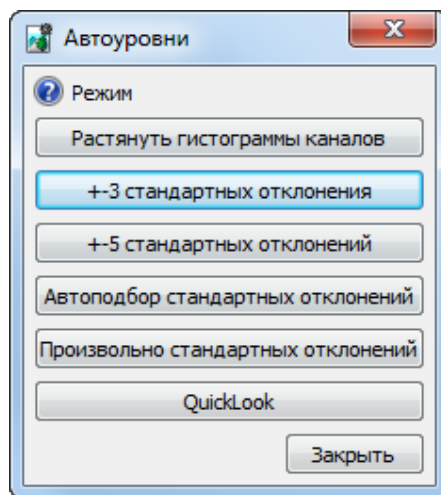 Автоуровни
Режим
Растянуть гистограммы каналов
+-3 стандартных отклонения
+-5 стандартных отклонений
Автоподбор стандартных отклонений
Произвольно стандартных отклонений
QuickLook
Закрыть